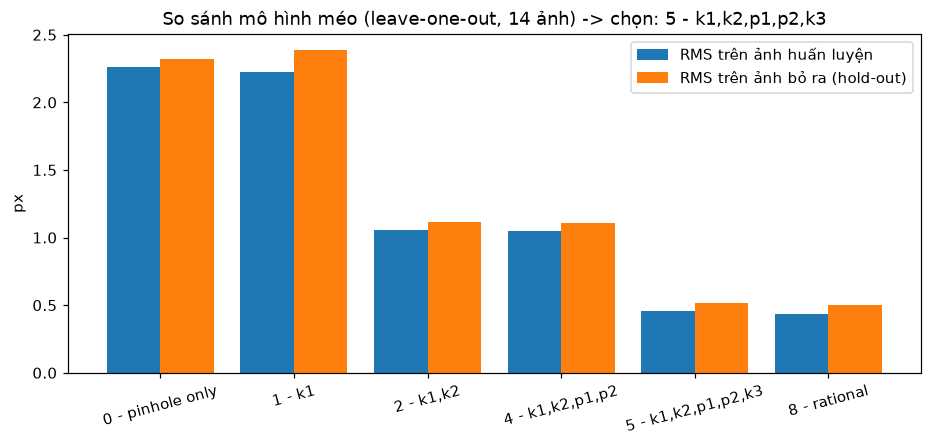 So sánh mô hình méo (leave-one-out, 14 ảnh) -> chọn: 5 - k1,k2,p1,p2,k3
RMS trên ảnh huấn luyện
RMS trên ảnh bỏ ra (hold-out)
px
2.5
2.0
1.5
1.0
0.5
0.0
0 - pinhole only
1 - k1
2 - k1,k2
4 - k1,k2,p1,p2
5 - k1,k2,p1,p2,k3
8 - rational